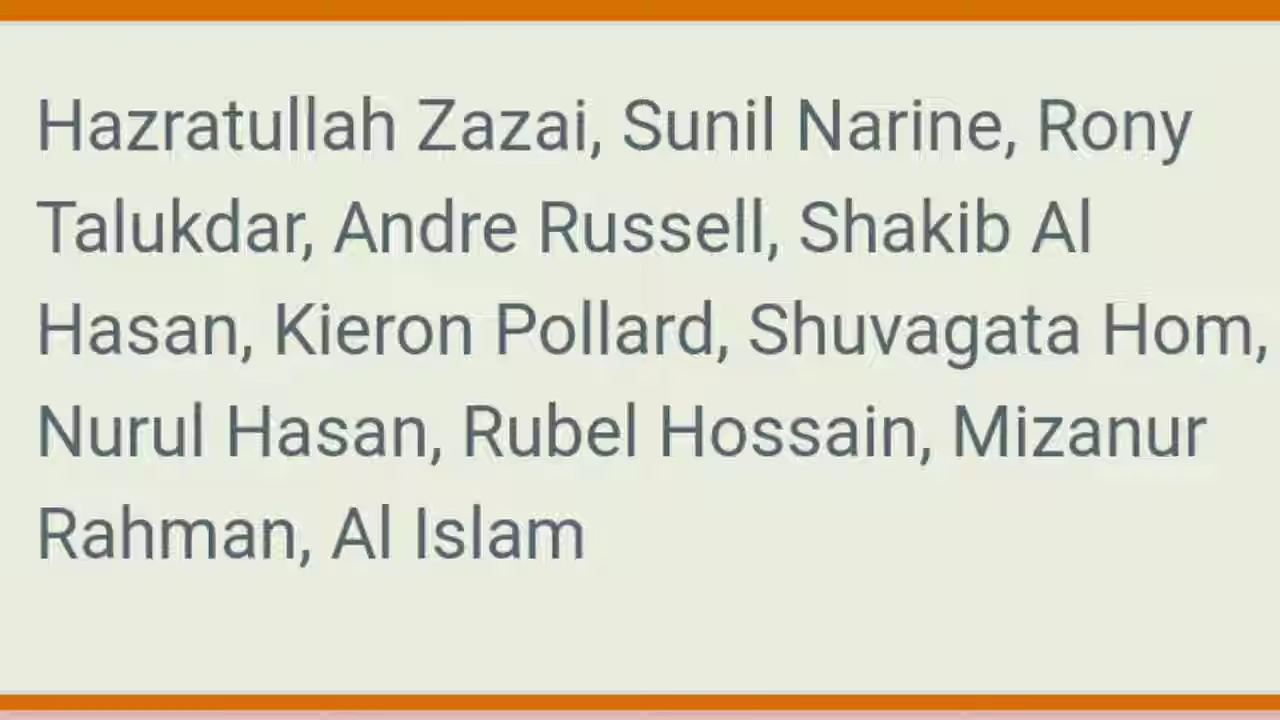 Hazratullah Zazai, Sunil Narine, Rony
Talukdar, Andre Russell, Shakib Al
Hasan, Kieron Pollard, Shuvagata Hom,
Nurul Hasan, Rubel Hossain, Mizanur
Rahman, Al Islam